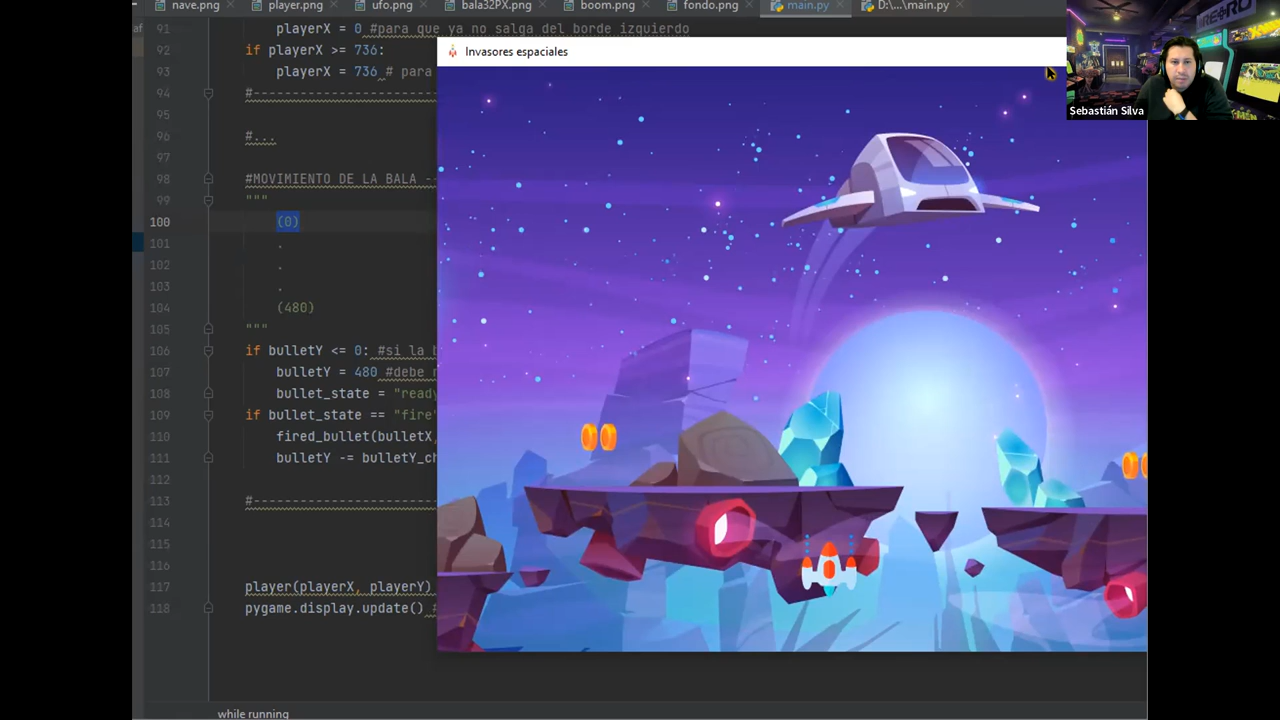 nave.png player.png ufo.png bala32PX.png boom.png fondo.png main.py D:\...\main.py
91 playerX = 0 #para que ya no salga del borde izquierdo
92 if playerX >= 736:
93 playerX = 736 # para
94 #
95
96 #...
97
98 #MOVIMIENTO DE LA BALA --
99 """
100 (0)
101 .
102 .
103 .
104 (480)
105 """
106 if bulletY <= 0: #si la b
107 bulletY = 480 #debe
108 bullet_state = "ready
109 if bullet_state == "fire"
110 fired_bullet(bulletX,
111 bulletY -= bulletY_ch
112
113 #
114
115
116
117 player(playerX, playerY)
118 pygame.display.update() #
while running
Invasores espaciales
Sebastián Silva
RETRO